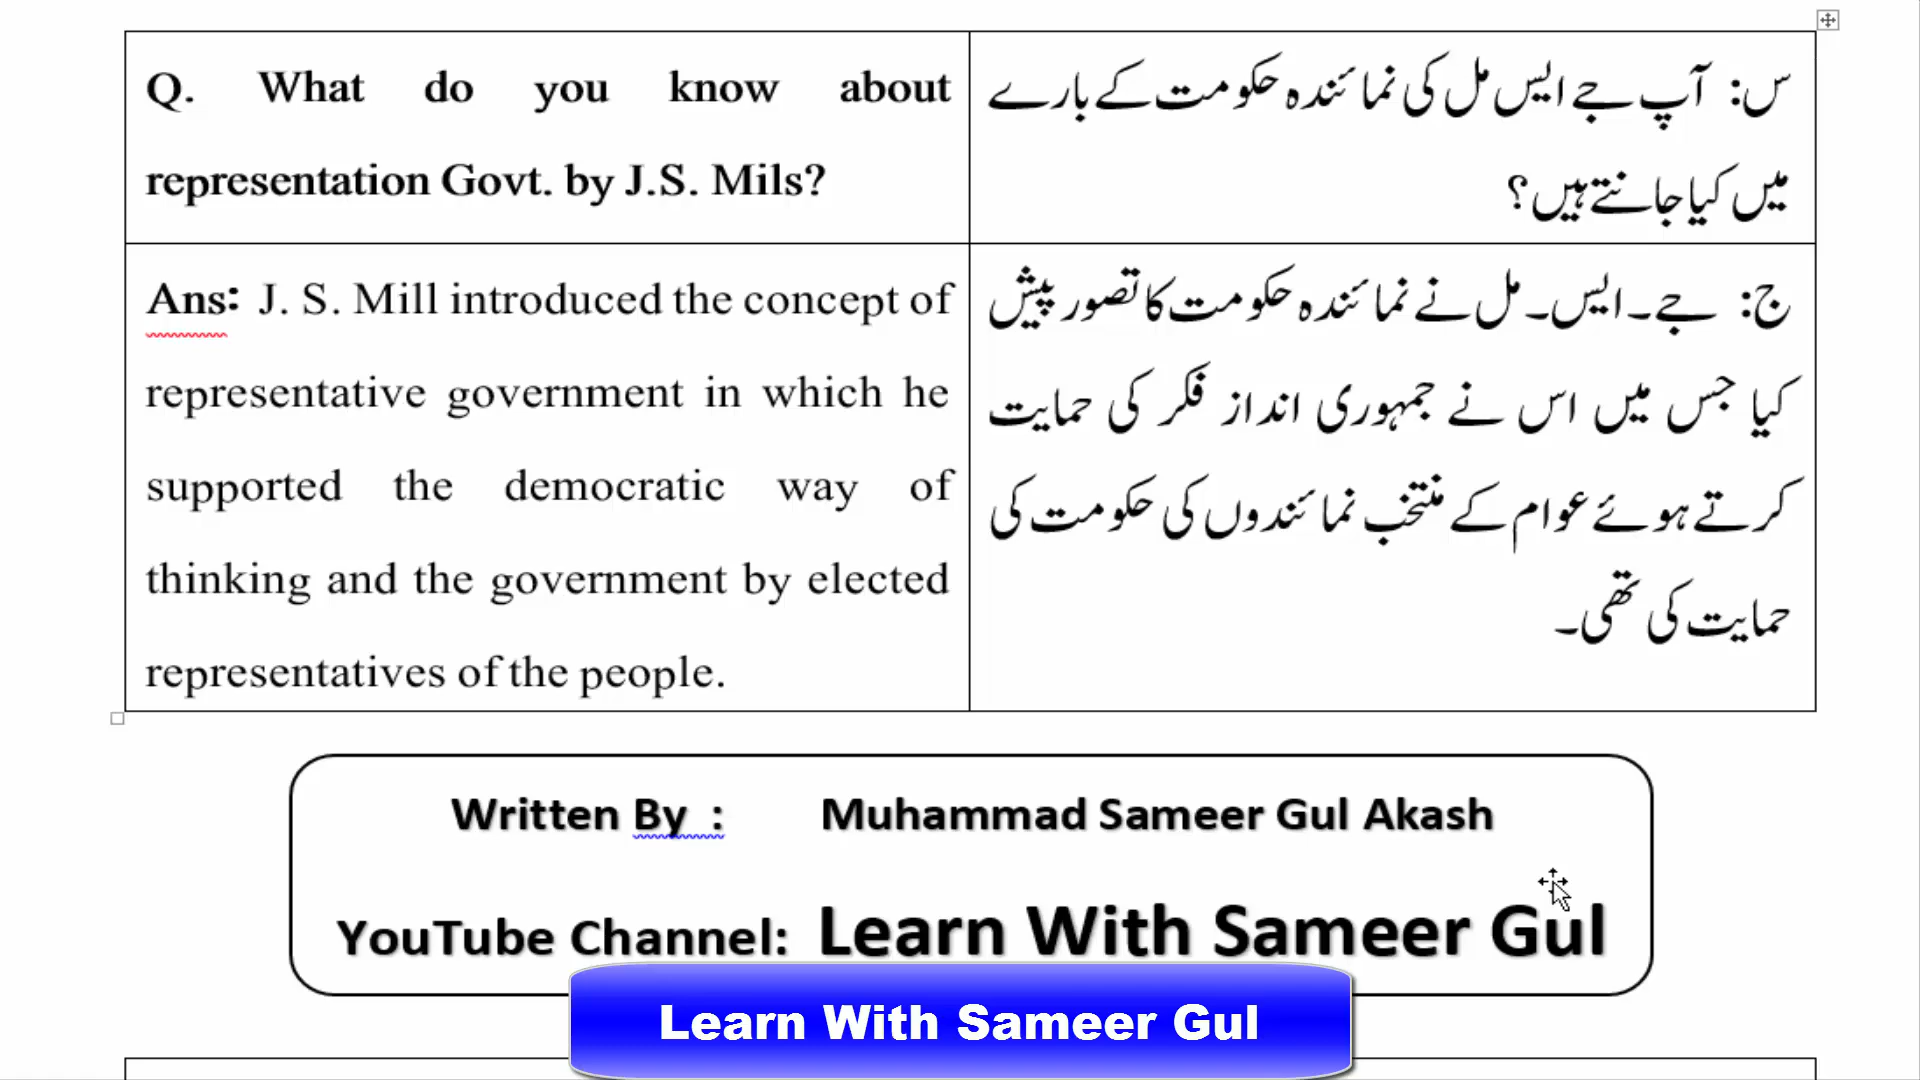 Q. What do you know about
representation Govt. by J.S. Mils?
س: آپ جے ایس مل کی نمائندہ حکومت کے بارے
میں کیا جانتے ہیں؟
Ans: J. S. Mill introduced the concept of
representative government in which he
supported the democratic way of
thinking and the government by elected
representatives of the people.
ج: جے۔ ایس۔ مل نے نمائندہ حکومت کا تصور پیش
کیا جس میں اس نے جمہوری انداز فکر کی حمایت
کرتے ہوئے عوام کے منتخب نمائندوں کی حکومت کی
حمایت کی تھی۔
Written By : Muhammad Sameer Gul Akash
YouTube Channel: Learn With Sameer Gul
Learn With Sameer Gul